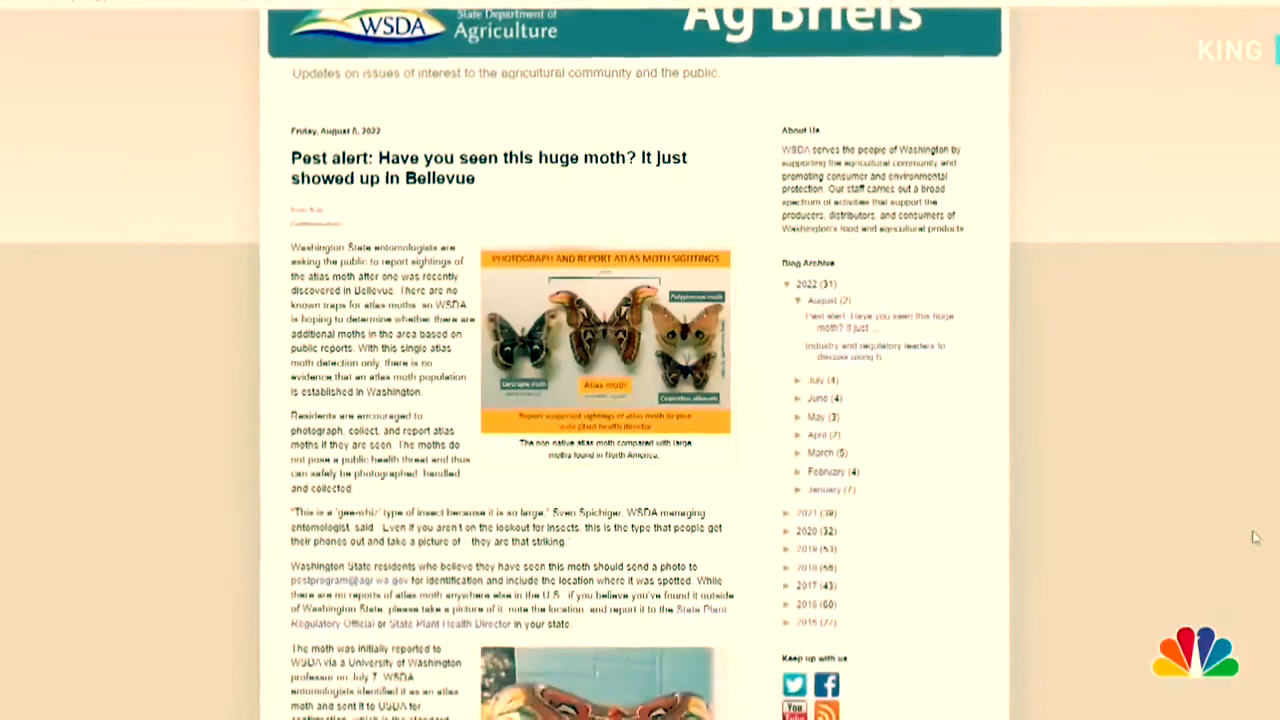 WSDA
State Department of
Agriculture
Ag Briefs
KING
Updates on issues of interest to the agricultural community and the public.
Friday, August 5, 2022
Pest alert: Have you seen this huge moth? It just
showed up in Bellevue
Washington State entomologists are
asking the public to report sightings of
the atlas moth after one was recently
discovered in Bellevue. There are no
known traps for atlas moths, so WSDA
is hoping to determine whether there are
additional moths in the area based on
public reports. With this single atlas
moth detection only, there is no
evidence that an atlas moth population
is established in Washington.
Residents are encouraged to
photograph, collect, and report atlas
moths if they are seen. The moths do
not pose a public health threat and thus
can safely be photographed, handled
and collected.
PHOTOGRAPH AND REPORT ATLAS MOTH SIGHTINGS
Polyphemus moth
Atlas moth
Report suspected sightings of atlas moth to your
state plant health director
The non native atlas moth compared with large
moths found in North America.
"This is a 'gee-whiz' type of insect because it is so large," Sven Spichiger, WSDA managing
entomologist, said. "Even if you aren't on the lookout for insects, this is the type that people get
their phones out and take a picture of - they are that striking."
Washington State residents who believe they have seen this moth should send a photo to
pestprogram@agr.wa.gov for identification and include the location where it was spotted. While
there are no reports of atlas moth anywhere else in the U.S., if you believe you've found it outside
of Washington State, please take a picture of it, note the location, and report it to the State Plant
Regulatory Official or State Plant Health Director in your state.
The moth was initially reported to
WSDA via a University of Washington
professor on July 7. WSDA
entomologists identified it as an atlas
moth and sent it to USDA for
confirmation, which is the standard
About Us
WSDA serves the people of Washington by
supporting the agricultural community and
promoting consumer and environmental
protection. Our staff carries out a broad
spectrum of activities that support the
producers, distributors, and consumers of
Washington's food and agricultural products
Blog Archive
▼ 2022 (31)
▼ August (2)
Pest alert: Have you seen this huge
moth? It just ...
Industry and regulatory leaders to
discuss using h...
► July (4)
► June (4)
► May (3)
► April (2)
► March (5)
► February (4)
► January (7)
► 2021 (39)
► 2020 (32)
► 2019 (53)
► 2018 (56)
► 2017 (43)
► 2016 (60)
► 2015 (27)
Keep up with us
You
Tube